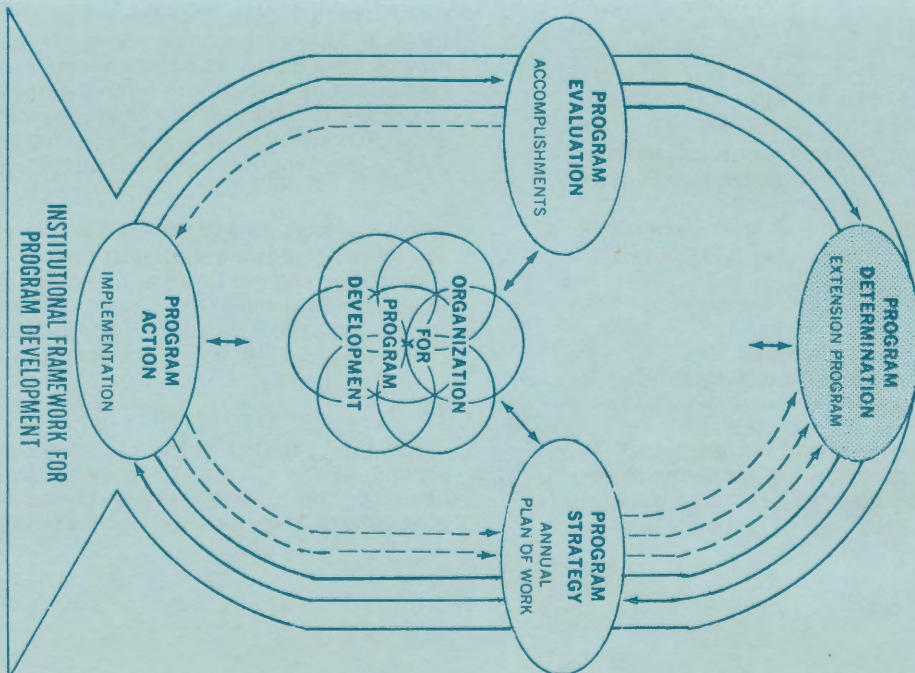 PROGRAM
DETERMINATION
EXTENSION PROGRAM
PROGRAM
EVALUATION
ACCOMPLISHMENTS
PROGRAM
STRATEGY
ANNUAL
PLAN OF WORK
ORGANIZATION
FOR
PROGRAM
DEVELOPMENT
PROGRAM
ACTION
IMPLEMENTATION
INSTITUTIONAL FRAMEWORK FOR
PROGRAM DEVELOPMENT